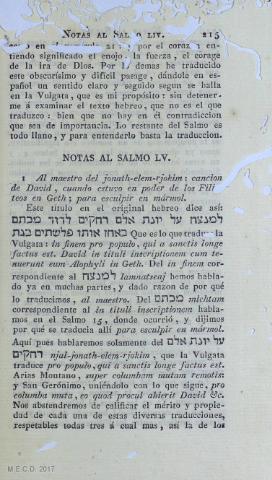 NOTAS AL SAL O LIV. 215
por el coraz
tiendo significado el enojo. la fuerza, el corage
de la ira de Dios. Por lo demas he traducido
este obscurísimo y difícil pasage, dándole en es-
pañol un sentido claro y seguido segun se halla
en la Vulgata, que es mi propósito: sin detener-
me á examinar el texto hebreo, que no es el que
traduzco: bien que no hay en él contradiccion
que sea de importancia. Lo restante del Salmo es
todo llano, y para entenderlo basta la traduccion.
NOTAS AL SALMO LV.
1 Al maestro del jonath-elem-rjokim: cancion
de David, cuando estuvo en poder de los Fili
teos en Geth: para esculpir en mármol.
Este título en el original hebreo dice así
למנצח על יונת אלם רחקים לדוד מכתם
באחז אותו פלשתים בגת Que es lo que traduce la
Vulgata: in finem pro populo, qui a sanctis longe
factus est. David in tituli inscriptionem cum te-
nuerunt eum Alophyli in Geth. Del in finem cor-
respondiente al למנצח lamnatseaj hemos habla-
do ya en muchas partes, y dado razon de por qué
lo traducimos, al maestro. Del מכתם michtam
correspondiente al in tituli inscriptionem habla-
mos en el Salmo 15, donde ocurrió, y dijimos
por qué se traducia allí para esculpir en mármol.
Aquí pues hablaremos solamente del על יונת אלם
רחקים njal-jonath-elem-rjokim, que la Vulgata
traduce pro populo, qui a sanctis longe factus est.
Arias Montano, super columbam mutam remotis:
y San Gerónimo, uniéndolo con lo que sigue, pro
columba muta, eo quod procul abierit David &c.
Nos abstendremos de calificar el mérito y propie-
dad de cada una de estas diversas traducciones,
respetables todas tres á cual mas, así la de los
M.E.C.D. 2017